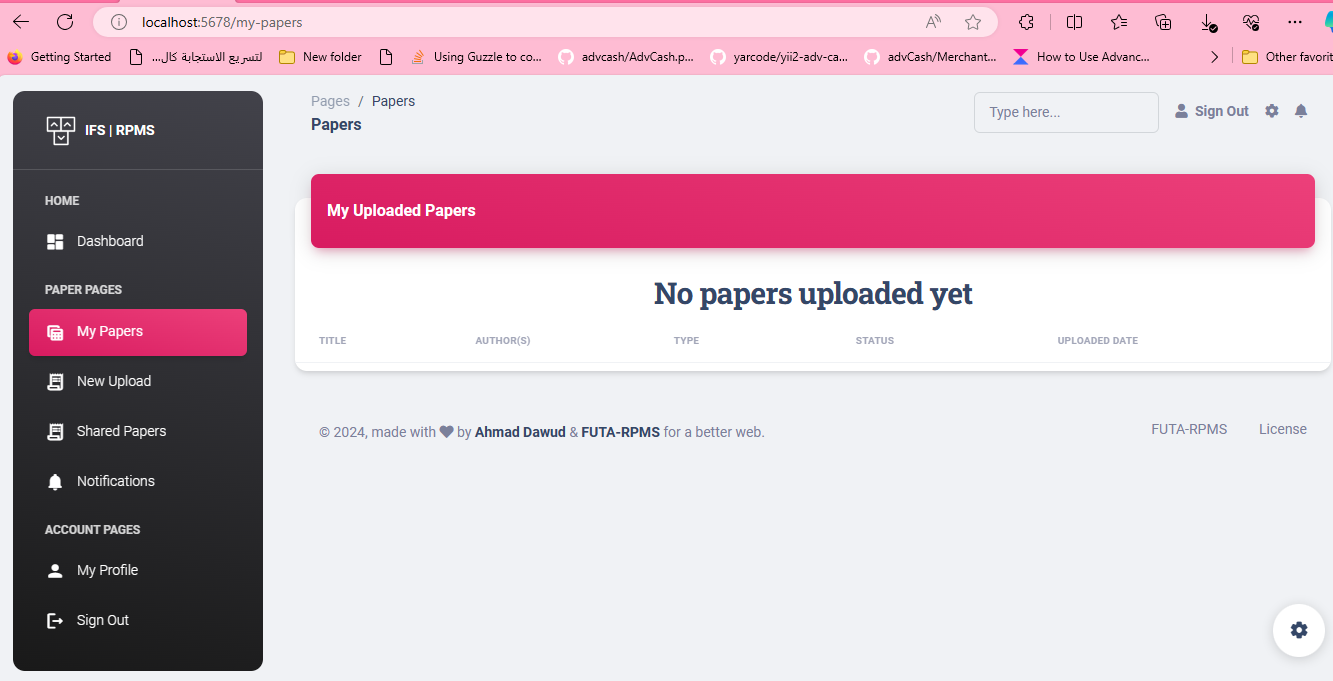 localhost:5678/my-papers
Getting Started
لتسريع الاستجابة كال...
New folder
Using Guzzle to co...
advcash/AdvCash.p...
yarcode/yii2-adv-ca...
advCash/Merchant...
How to Use Advanc...
Other favorit
IFS | RPMS
HOME
Dashboard
PAPER PAGES
My Papers
New Upload
Shared Papers
Notifications
ACCOUNT PAGES
My Profile
Sign Out
Pages / Papers
Papers
Type here...
Sign Out
My Uploaded Papers
No papers uploaded yet
TITLE AUTHOR(S) TYPE STATUS UPLOADED DATE
© 2024, made with by Ahmad Dawud & FUTA-RPMS for a better web.
FUTA-RPMS License